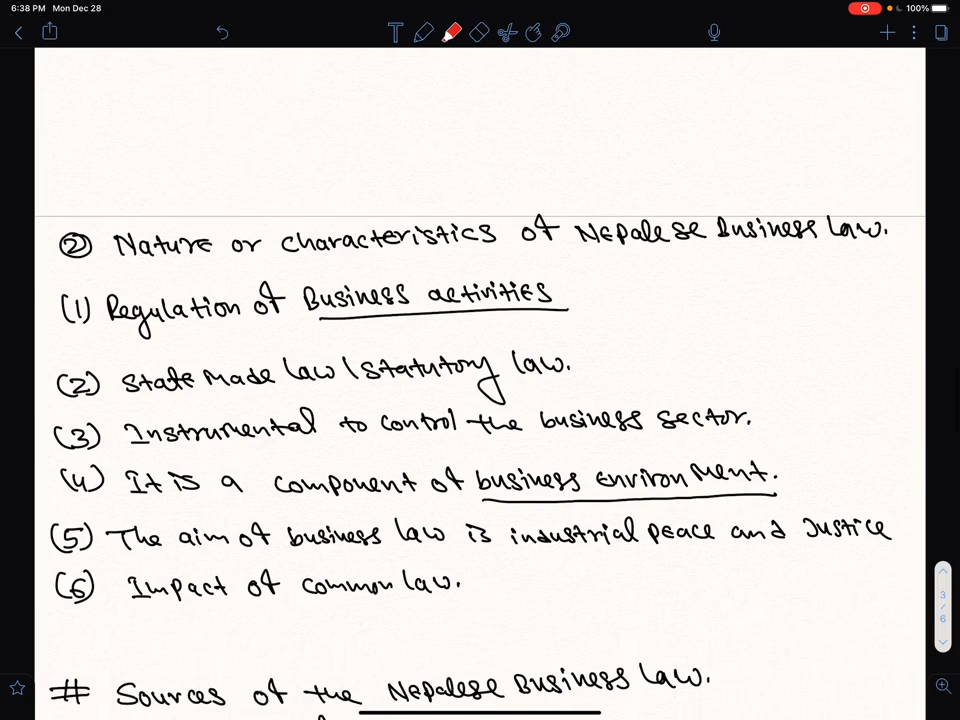 6:38 PM Mon Dec 28
100%
T
② Nature or characteristics of Nepalese Business Law.
(1) Regulation of Business activities
(2) State Made Law / Statutory Law.
(3) Instrumental to control the business sector.
(4) It is a component of business environment.
(5) The aim of business law is industrial peace and Justice
(6) Impact of common law.
3/6
# Sources of the Nepalese Business Law.